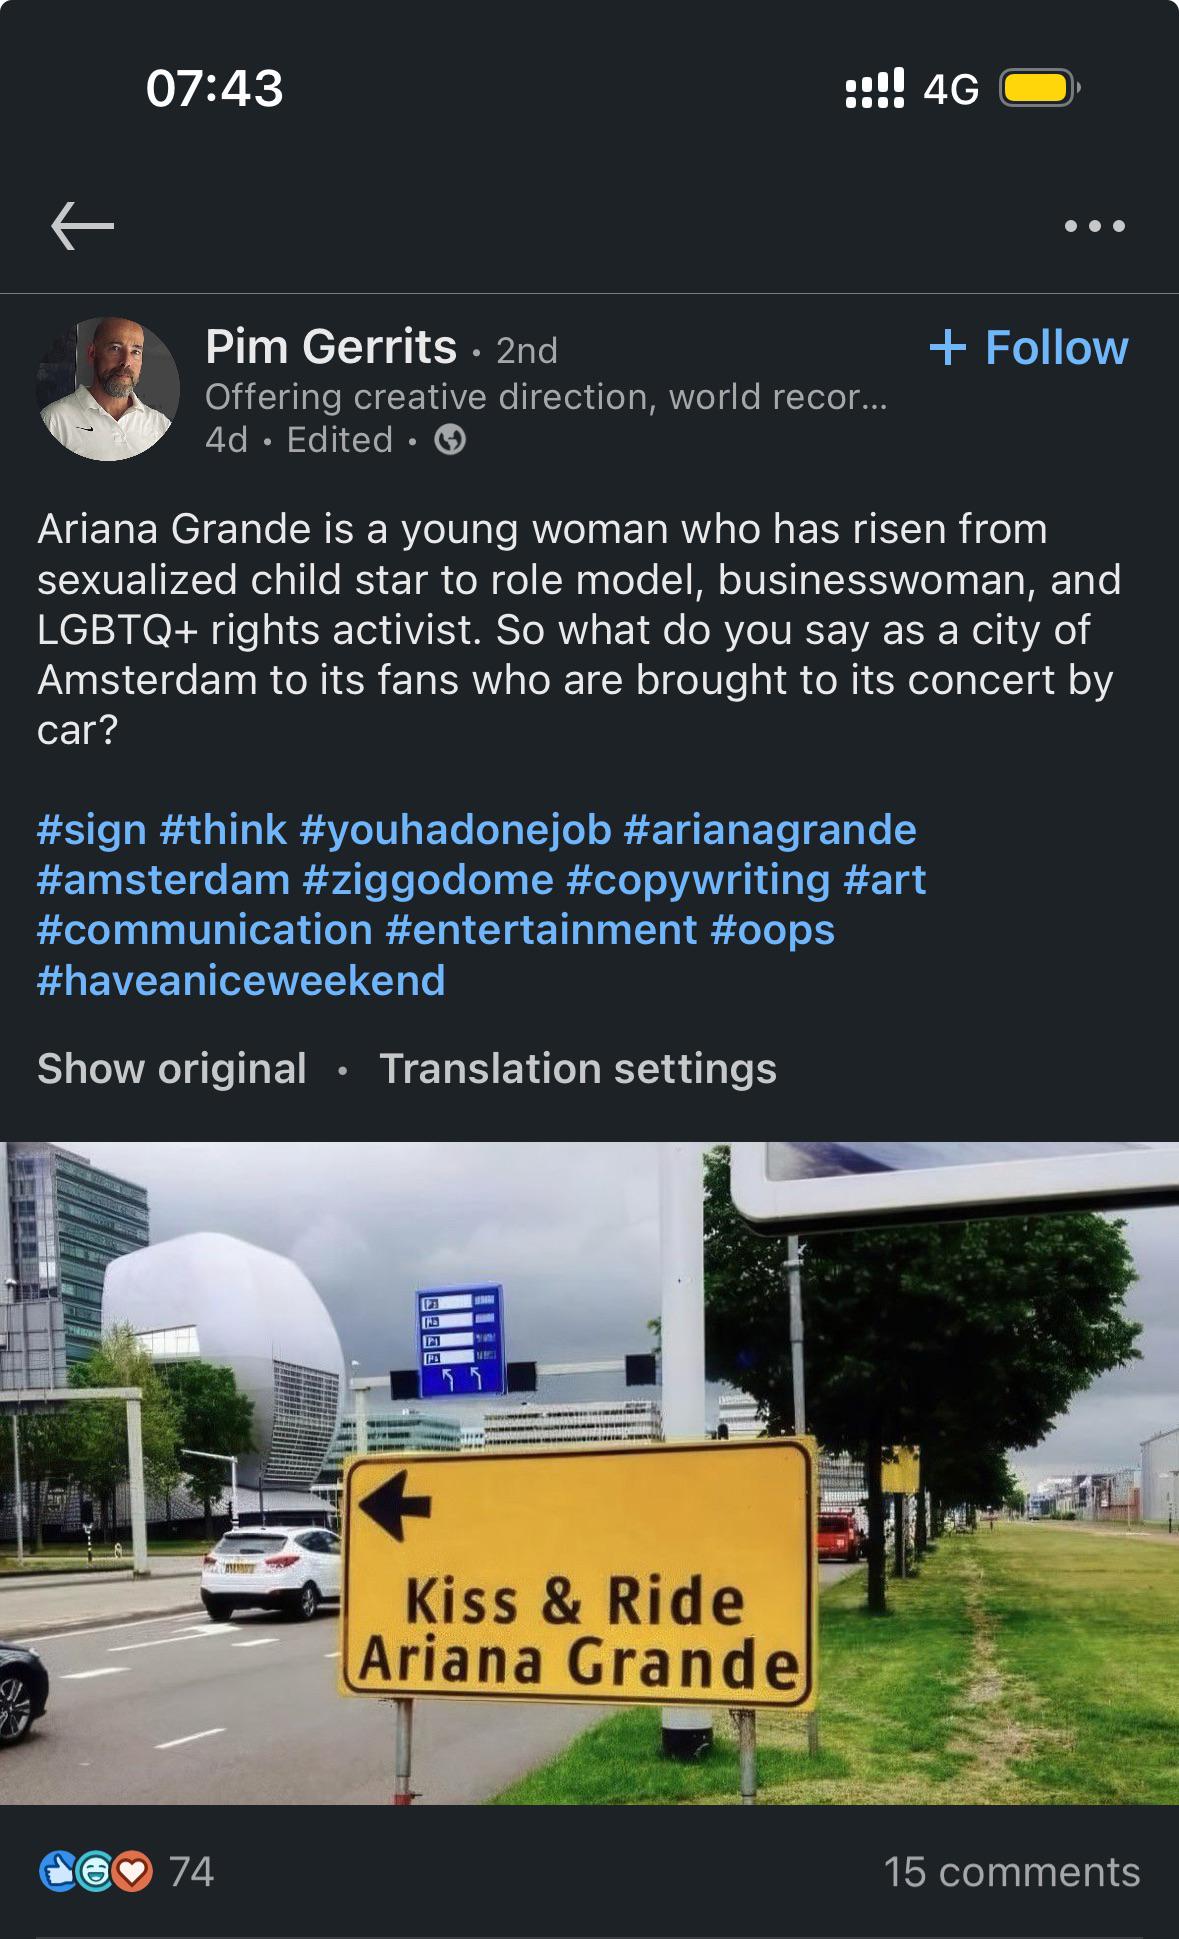 07:43
4G
Pim Gerrits • 2nd
+ Follow
Offering creative direction, world recor...
4d • Edited •
Ariana Grande is a young woman who has risen from
sexualized child star to role model, businesswoman, and
LGBTQ+ rights activist. So what do you say as a city of
Amsterdam to its fans who are brought to its concert by
car?
#sign #think #youhadonejob #arianagrande
#amsterdam #ziggodome #copywriting #art
#communication #entertainment #oops
#haveaniceweekend
Show original • Translation settings
Kiss & Ride
Ariana Grande
74
15 comments